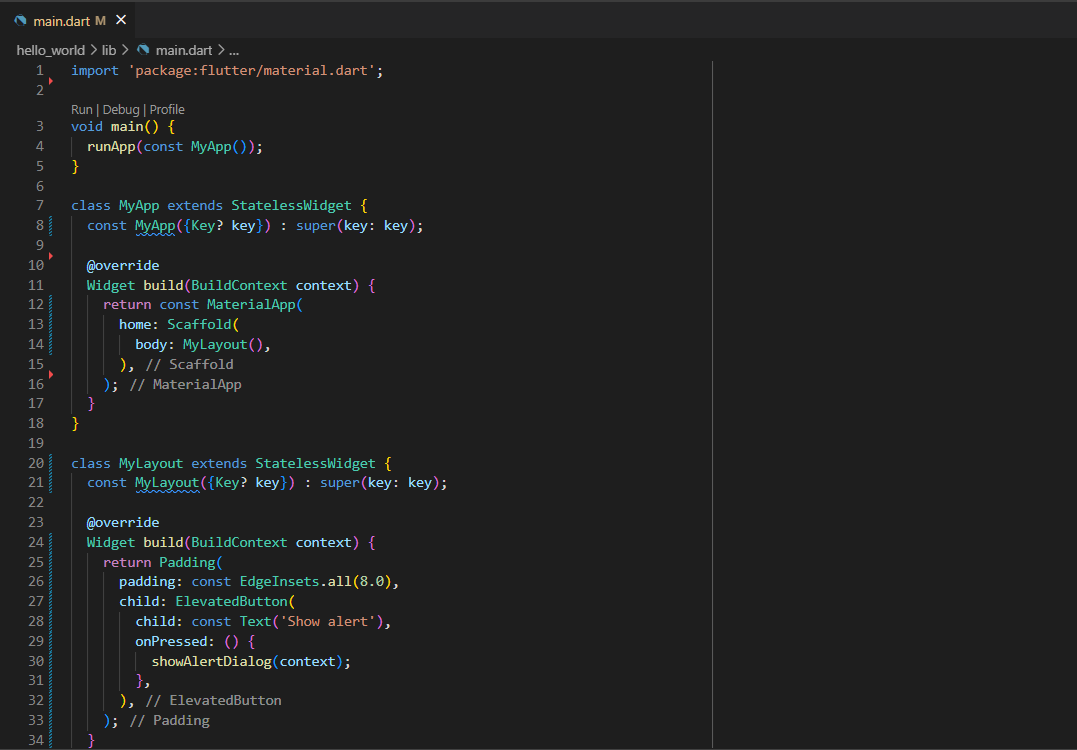 main.dart M ×
hello_world > lib > main.dart > ...
1 import 'package:flutter/material.dart';
2
Run | Debug | Profile
3 void main() {
4   runApp(const MyApp());
5 }
6
7 class MyApp extends StatelessWidget {
8   const MyApp({Key? key}) : super(key: key);
9
10   @override
11   Widget build(BuildContext context) {
12     return const MaterialApp(
13       home: Scaffold(
14         body: MyLayout(),
15       ), // Scaffold
16     ); // MaterialApp
17   }
18 }
19
20 class MyLayout extends StatelessWidget {
21   const MyLayout({Key? key}) : super(key: key);
22
23   @override
24   Widget build(BuildContext context) {
25     return Padding(
26       padding: const EdgeInsets.all(8.0),
27       child: ElevatedButton(
28         child: const Text('Show alert'),
29         onPressed: () {
30           showAlertDialog(context);
31         },
32       ), // ElevatedButton
33     ); // Padding
34   }